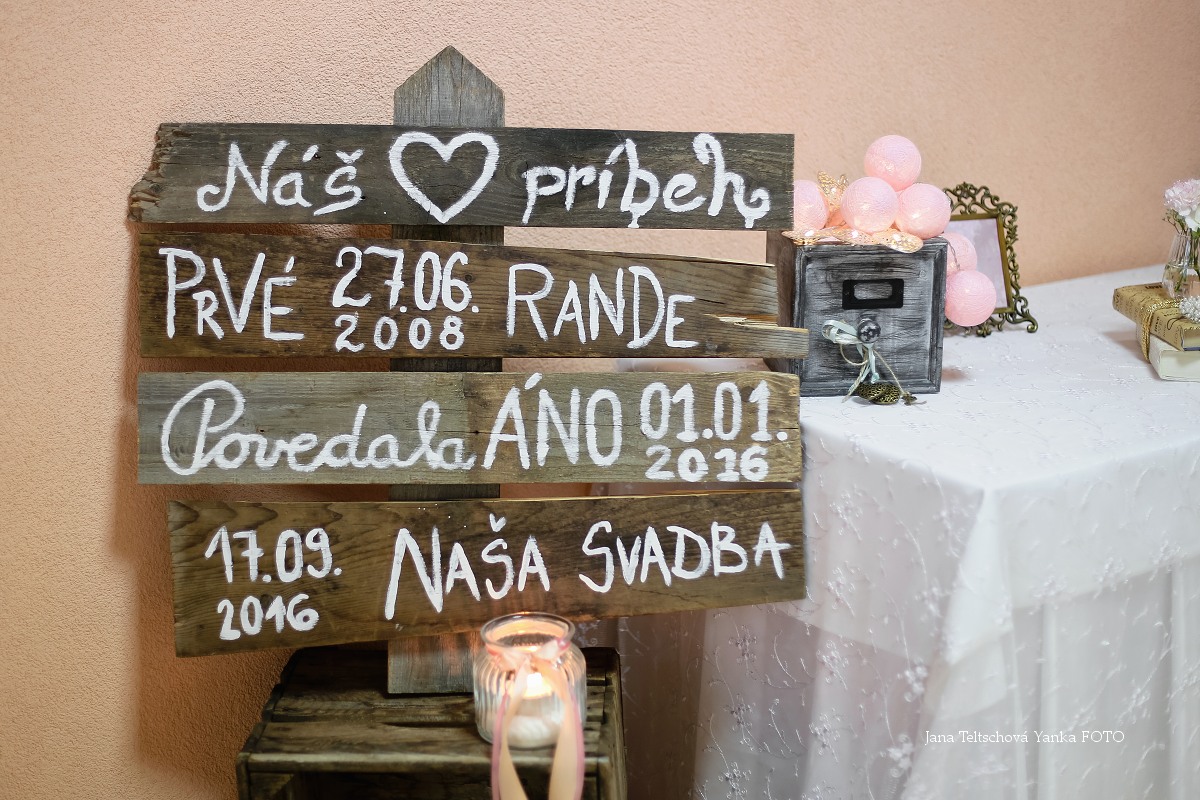 Náš príbeh
PRVÉ 27.06. RANDE
2008
Povedala ÁNO 01.01.
2016
17.09. NAŠA SVADBA
2016
Jana Teltschová Yanka FOTO